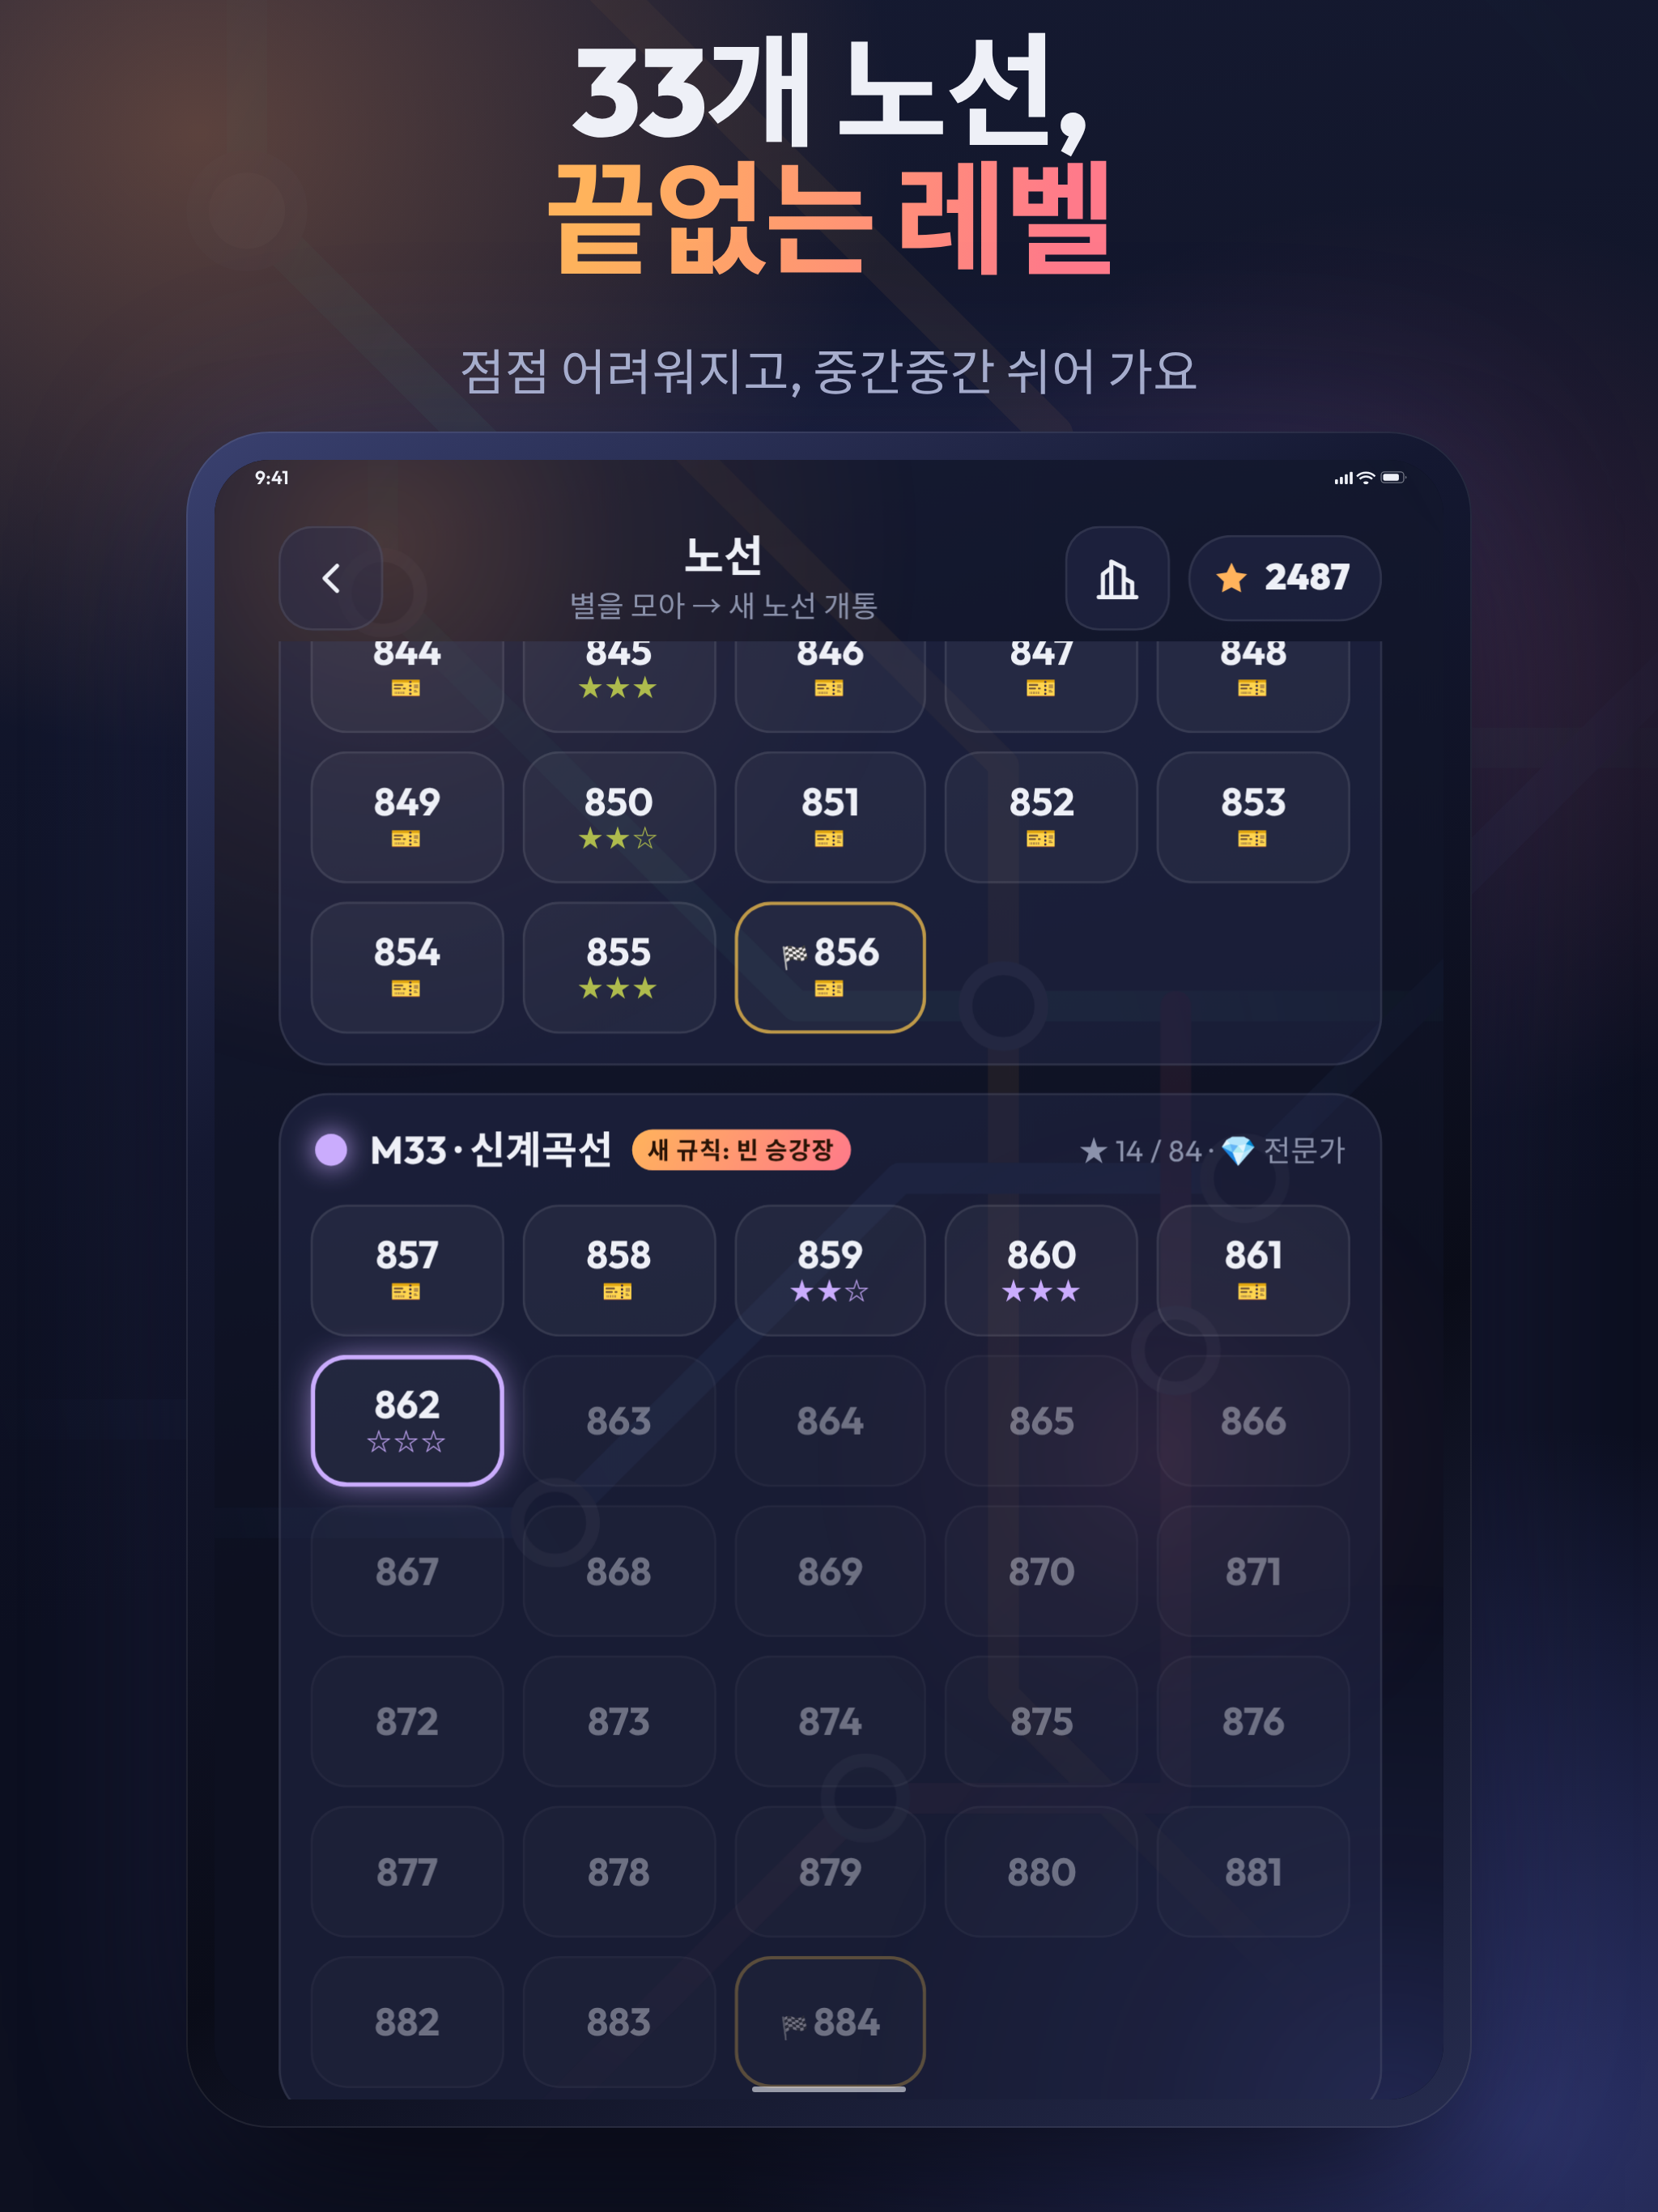 33개 노선,
끝없는 레벨
점점 어려워지고, 중간중간 쉬어 가요
9:41
노선
별을 모아 → 새 노선 개통
★ 2487
844 845 846 847 848
★★★
849 850 851 852 853
★★☆
854 855 856
★★★
M33 · 신계곡선 새 규칙: 빈 승강장 ★ 14 / 84 · 💎 전문가
857 858 859 860 861
★★☆ ★★★
862 863 864 865 866
☆☆☆
867 868 869 870 871
872 873 874 875 876
877 878 879 880 881
882 883 884